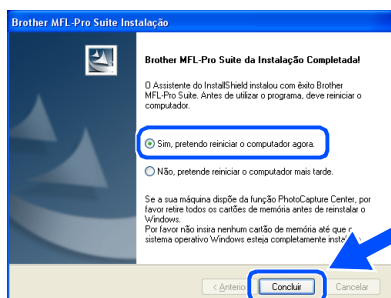 Brother MFL-Pro Suite Instalação
Brother MFL-Pro Suite da Instalação Completada!
O Assistente do InstallShield instalou com êxito Brother
MFL-Pro Suite. Antes de utilizar o programa, deve reiniciar o
computador.
Sim, pretendo reiniciar o computador agora.
Não, pretende reiniciar o computador mais tarde.
Se a sua máquina dispõe da função PhotoCapture Center, por
favor retire todos os cartões de memória antes de reinstalar o
Windows.
Por favor não insira nenhum cartão de memória até que o
sistema operativo Windows esteja completamente
< Anterio
Concluir
Cancelar